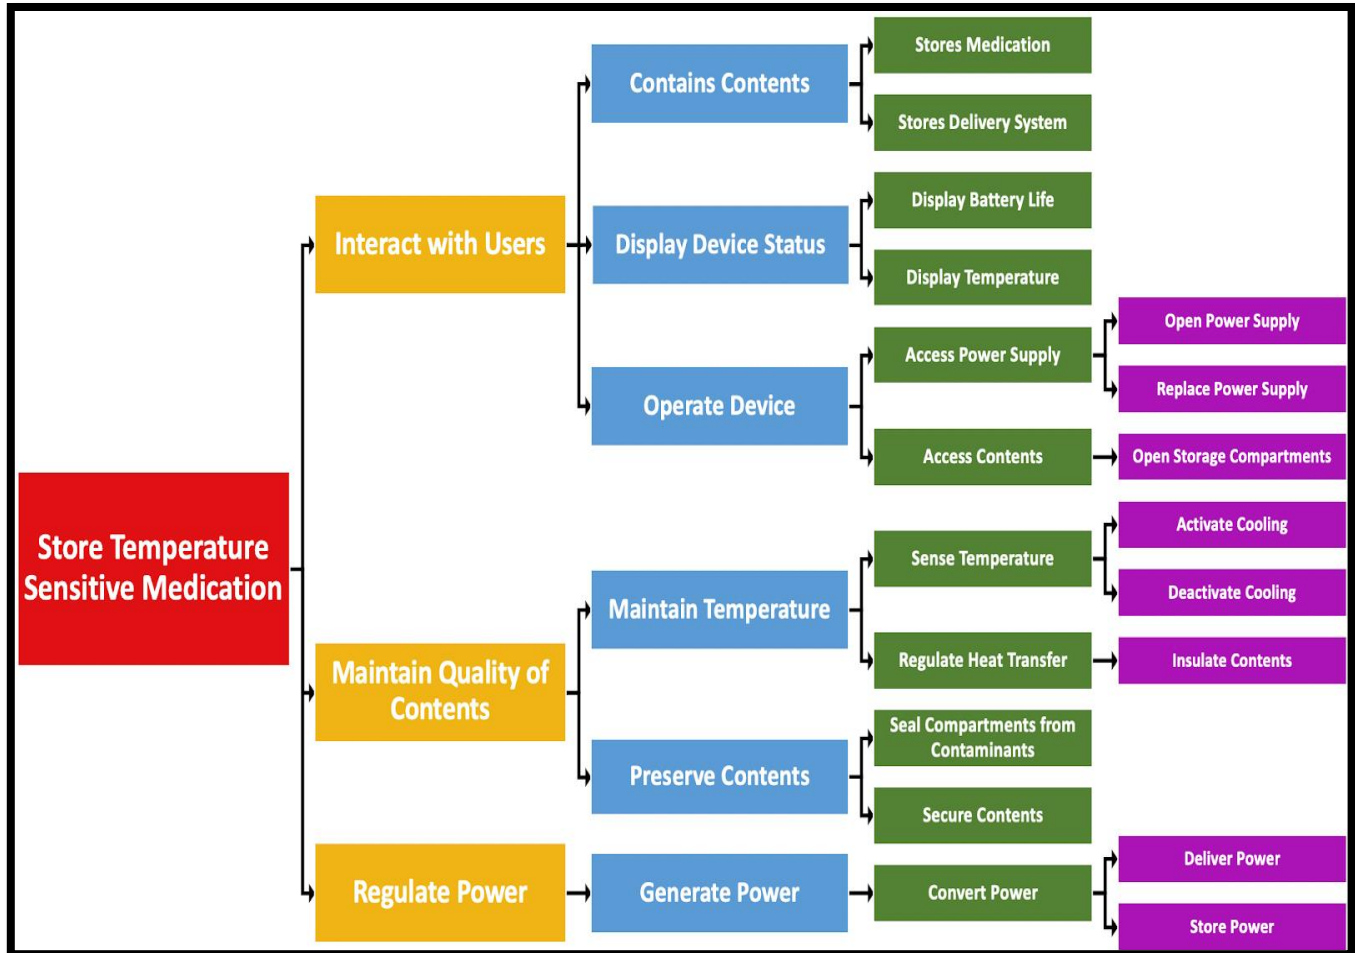 Store Temperature
Sensitive Medication
Interact with Users
Maintain Quality of
Contents
Regulate Power
Contains Contents
Display Device Status
Operate Device
Maintain Temperature
Preserve Contents
Generate Power
Stores Medication
Stores Delivery System
Display Battery Life
Display Temperature
Access Power Supply
Access Contents
Sense Temperature
Regulate Heat Transfer
Seal Compartments from
Contaminants
Secure Contents
Convert Power
Open Power Supply
Replace Power Supply
Open Storage Compartments
Activate Cooling
Deactivate Cooling
Insulate Contents
Deliver Power
Store Power